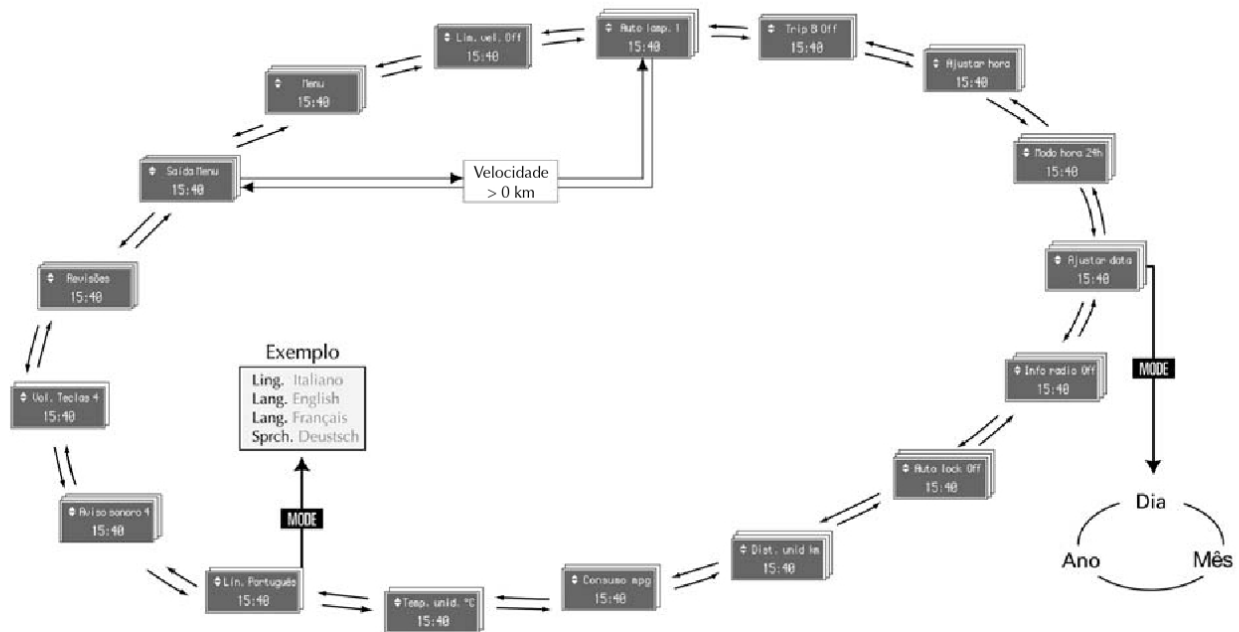 Auto lamp. 1
15:40
Trip B Off
15:40
Ajustar hora
15:40
Modo hora 24h
15:40
Ajustar data
15:40
MODE
Dia
Ano
Mês
Info radio Off
15:40
Auto lock Off
15:40
Dist. unid km
15:40
Consumo mpg
15:40
Temp. unid. °C
15:40
Lin. Português
15:40
MODE
Exemplo
Ling. Italiano
Lang. English
Lang. Français
Sprch. Deustsch
Aviso sonoro 4
15:40
Vol. Teclas 4
15:40
Revisões
15:40
Saída Menu
15:40
Menu
15:40
Lim. vel. Off
15:40
Velocidade
> 0 km